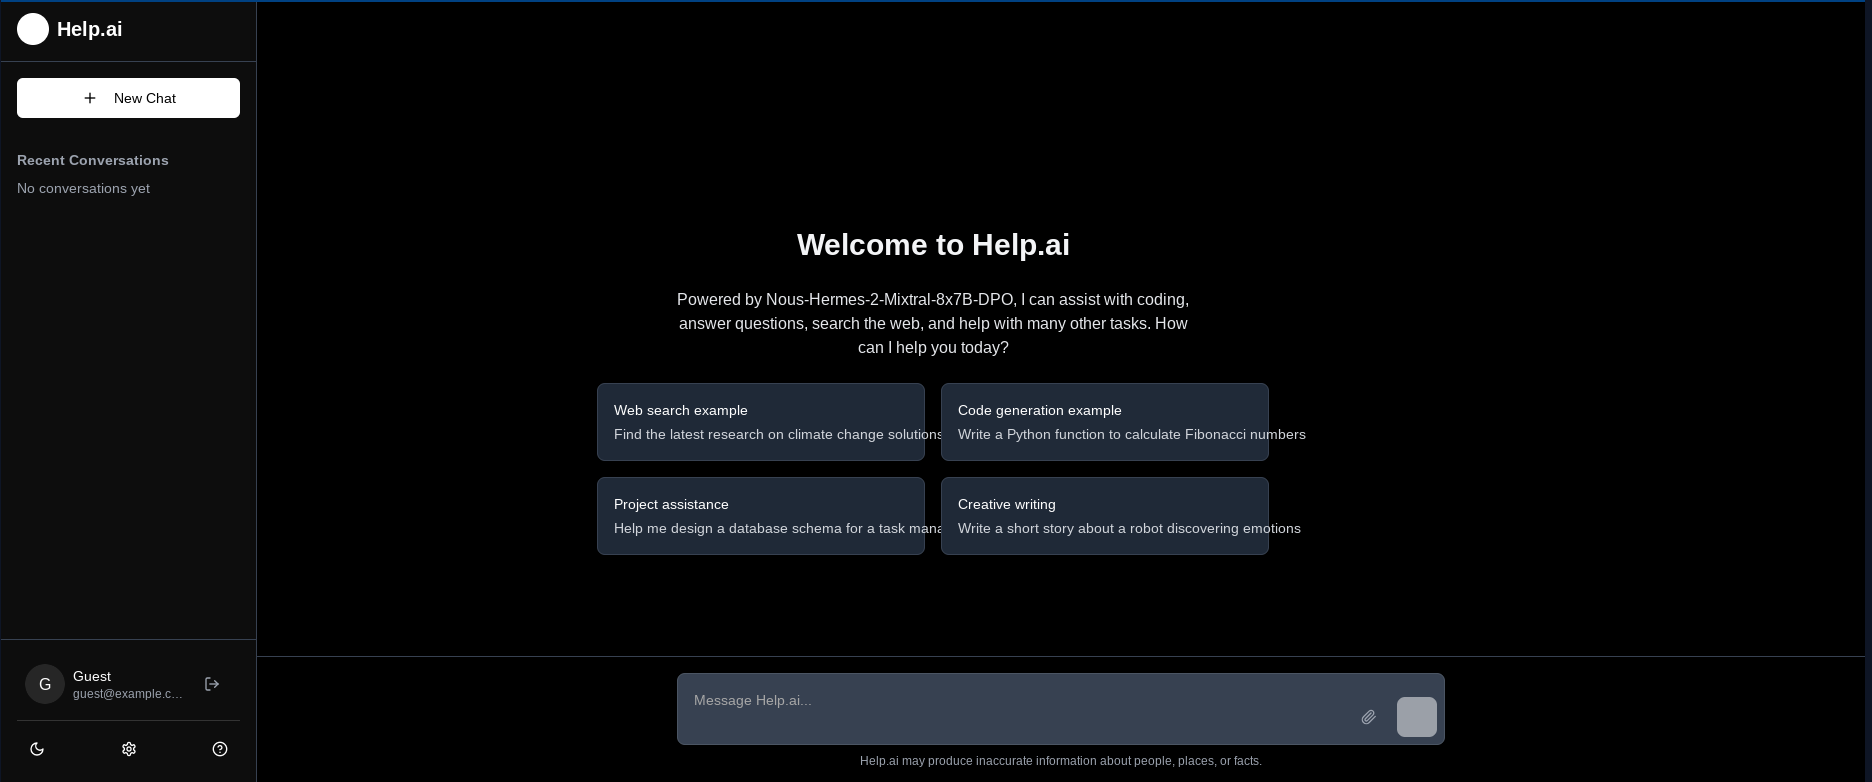 Help.ai
New Chat
Recent Conversations
No conversations yet
Welcome to Help.ai
Powered by Nous-Hermes-2-Mixtral-8x7B-DPO, I can assist with coding,
answer questions, search the web, and help with many other tasks. How
can I help you today?
Web search example
Find the latest research on climate change solutions
Code generation example
Write a Python function to calculate Fibonacci numbers
Project assistance
Help me design a database schema for a task mana
Creative writing
Write a short story about a robot discovering emotions
G
Guest
guest@example.c...
Message Help.ai...
Help.ai may produce inaccurate information about people, places, or facts.